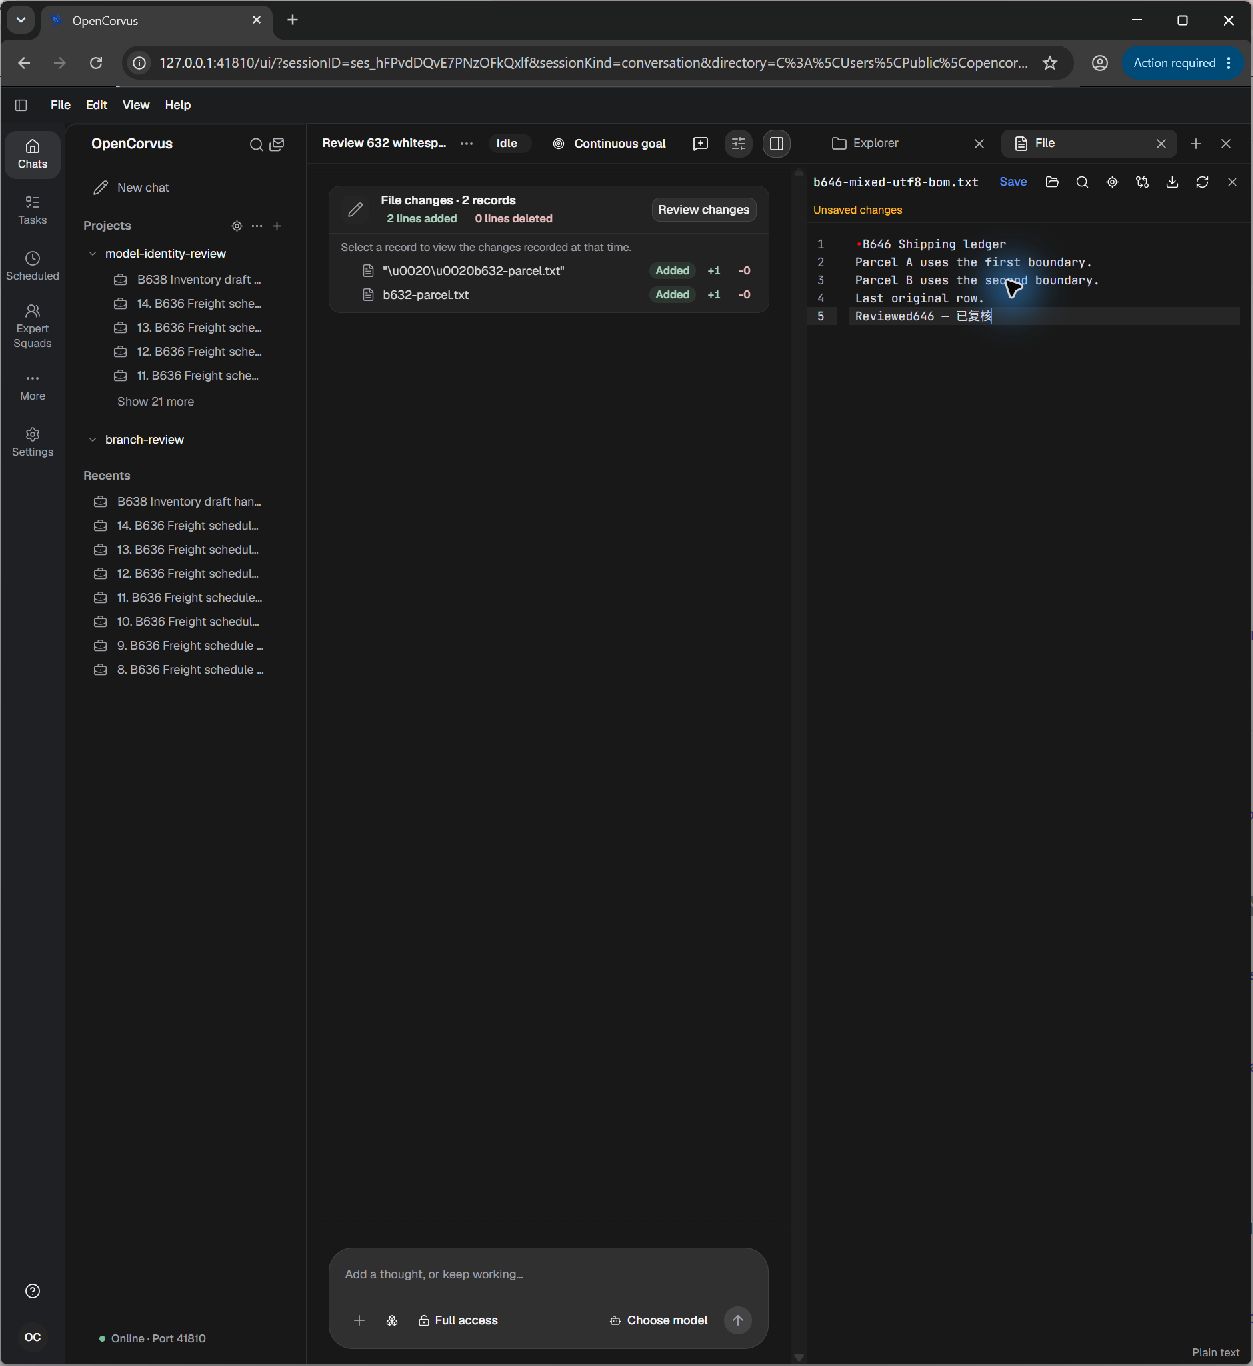 OpenCorvus
127.0.0.1:41810/ui/?sessionID=ses_hFPvdDQvE7PNzOFkQxlf&sessionKind=conversation&directory=C%3A%5CUsers%5CPublic%5Copencor...
Action required
File Edit View Help
Chats
Tasks
Scheduled
Expert
Squads
More
Settings
OC
OpenCorvus
New chat
Projects
model-identity-review
B638 Inventory draft ...
14. B636 Freight sche...
13. B636 Freight sche...
12. B636 Freight sche...
11. B636 Freight sche...
Show 21 more
branch-review
Recents
B638 Inventory draft han...
14. B636 Freight schedul...
13. B636 Freight schedul...
12. B636 Freight schedul...
11. B636 Freight schedule...
10. B636 Freight schedul...
9. B636 Freight schedule ...
8. B636 Freight schedule ...
Online · Port 41810
Review 632 whitesp... Idle Continuous goal
File changes · 2 records
2 lines added 0 lines deleted
Review changes
Select a record to view the changes recorded at that time.
"\u0020\u0020b632-parcel.txt" Added +1 -0
b632-parcel.txt Added +1 -0
Add a thought, or keep working...
Full access Choose model
Explorer File
b646-mixed-utf8-bom.txt Save
Unsaved changes
1 •B646 Shipping ledger
2 Parcel A uses the first boundary.
3 Parcel B uses the second boundary.
4 Last original row.
5 Reviewed646 — 已复核
Plain text